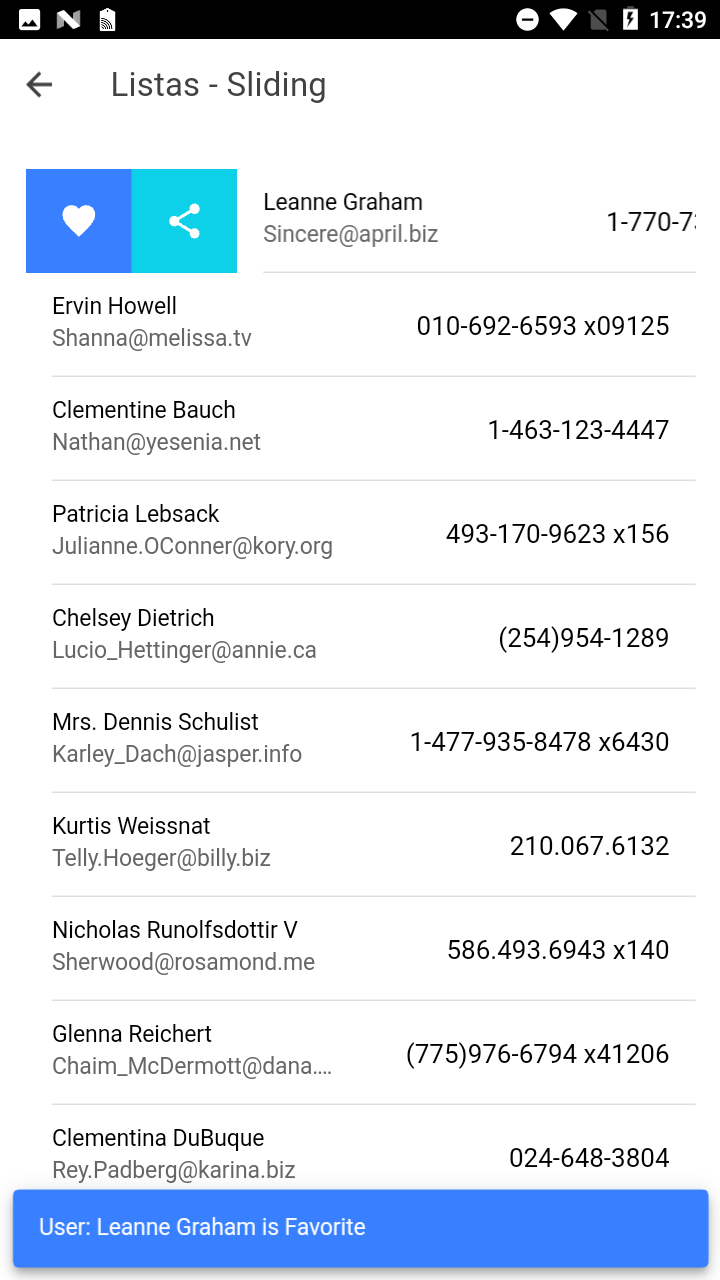 17:39
Listas - Sliding
Leanne Graham
Sincere@april.biz
1-770-7
Ervin Howell
Shanna@melissa.tv
010-692-6593 x09125
Clementine Bauch
Nathan@yesenia.net
1-463-123-4447
Patricia Lebsack
Julianne.OConner@kory.org
493-170-9623 x156
Chelsey Dietrich
Lucio_Hettinger@annie.ca
(254)954-1289
Mrs. Dennis Schulist
Karley_Dach@jasper.info
1-477-935-8478 x6430
Kurtis Weissnat
Telly.Hoeger@billy.biz
210.067.6132
Nicholas Runolfsdottir V
Sherwood@rosamond.me
586.493.6943 x140
Glenna Reichert
Chaim_McDermott@dana....
(775)976-6794 x41206
Clementina DuBuque
Rey.Padberg@karina.biz
024-648-3804
User: Leanne Graham is Favorite